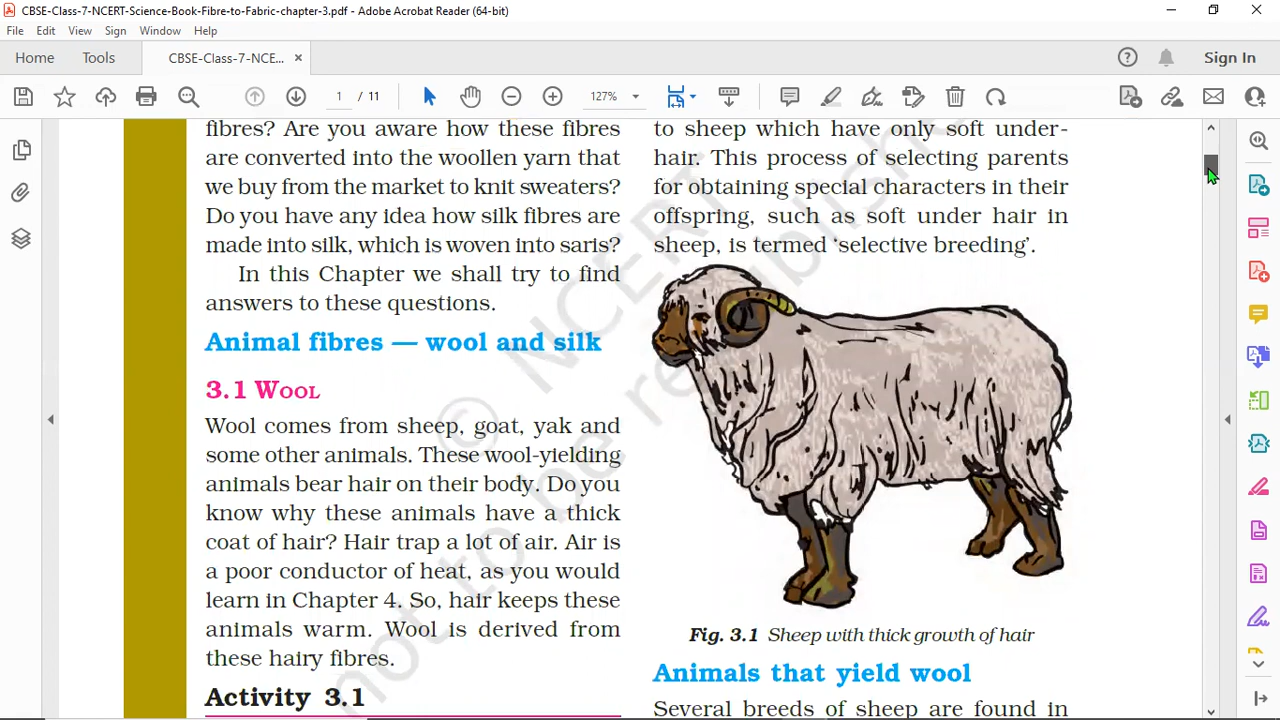 CBSE-Class-7-NCERT-Science-Book-Fibre-to-Fabric-chapter-3.pdf - Adobe Acrobat Reader (64-bit)
File Edit View Sign Window Help
Home Tools CBSE-Class-7-NCE... × Sign In
1 / 11 127%
fibres? Are you aware how these fibres
are converted into the woollen yarn that
we buy from the market to knit sweaters?
Do you have any idea how silk fibres are
made into silk, which is woven into saris?
In this Chapter we shall try to find
answers to these questions.
Animal fibres — wool and silk
3.1 WOOL
Wool comes from sheep, goat, yak and
some other animals. These wool-yielding
animals bear hair on their body. Do you
know why these animals have a thick
coat of hair? Hair trap a lot of air. Air is
a poor conductor of heat, as you would
learn in Chapter 4. So, hair keeps these
animals warm. Wool is derived from
these hairy fibres.
Activity 3.1
to sheep which have only soft under-
hair. This process of selecting parents
for obtaining special characters in their
offspring, such as soft under hair in
sheep, is termed ‘selective breeding’.
Fig. 3.1 Sheep with thick growth of hair
Animals that yield wool
Several breeds of sheep are found in
© NCERT
not to be republished